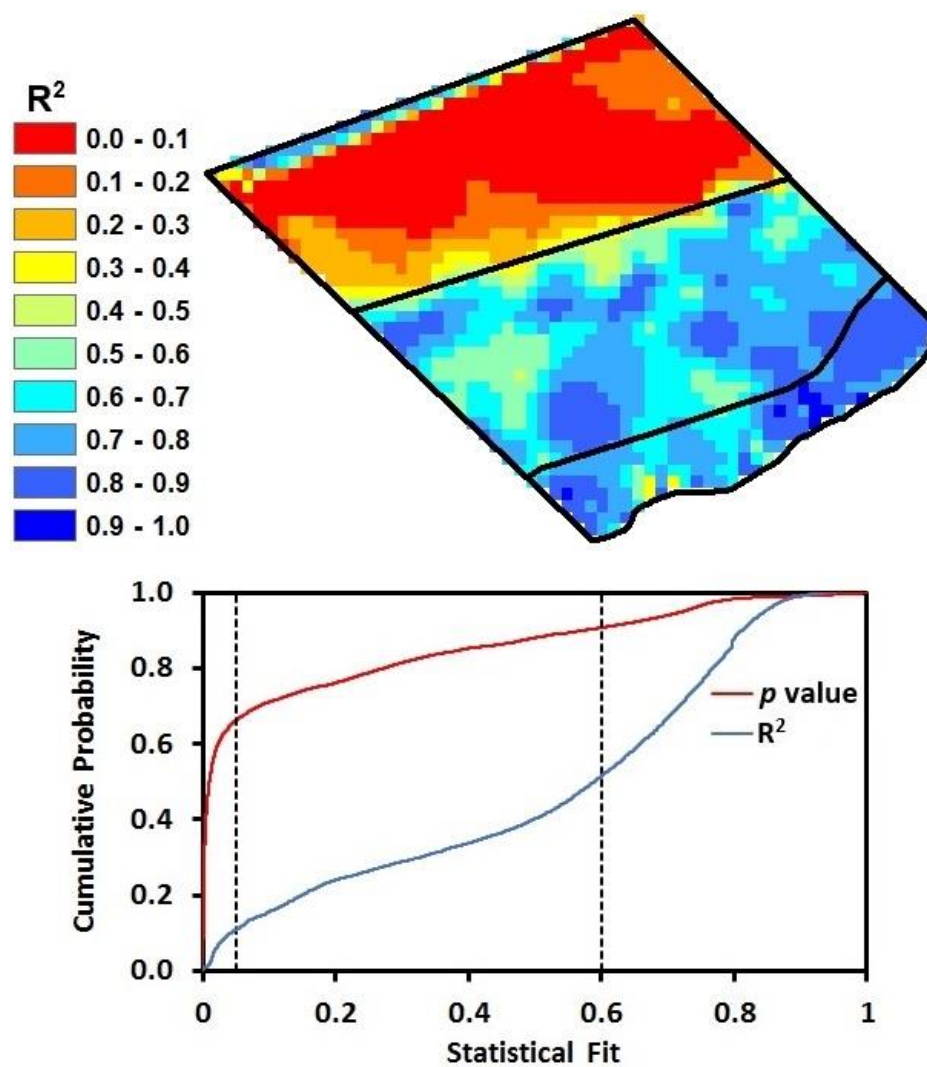 R²
0.0 - 0.1
0.1 - 0.2
0.2 - 0.3
0.3 - 0.4
0.4 - 0.5
0.5 - 0.6
0.6 - 0.7
0.7 - 0.8
0.8 - 0.9
0.9 - 1.0
1.0
0.8
0.6
0.4
0.2
0.0
Cumulative Probability
p value
R²
0 0.2 0.4 0.6 0.8 1
Statistical Fit